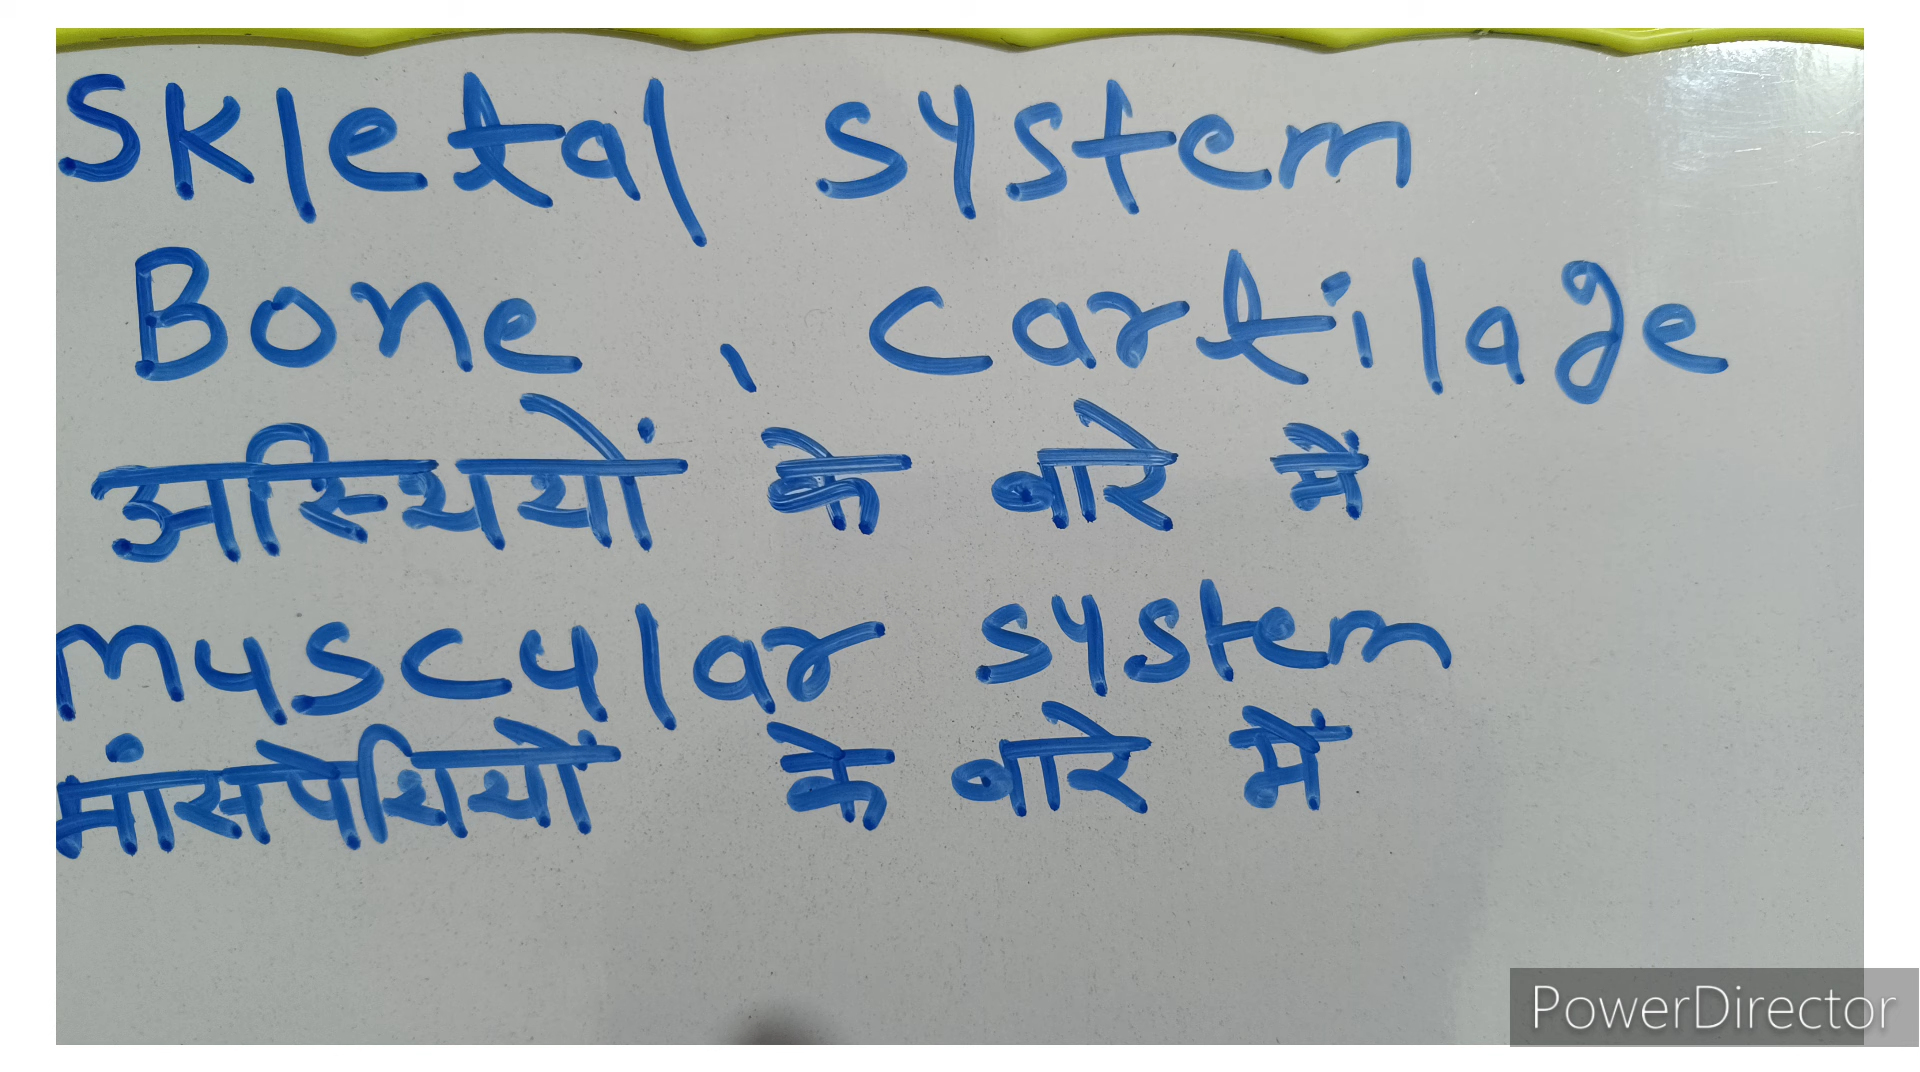 Skletal system
Bone, cartilage
अस्थियों के बारे में
muscular system
मांसपेशियों के बारे में
PowerDirector